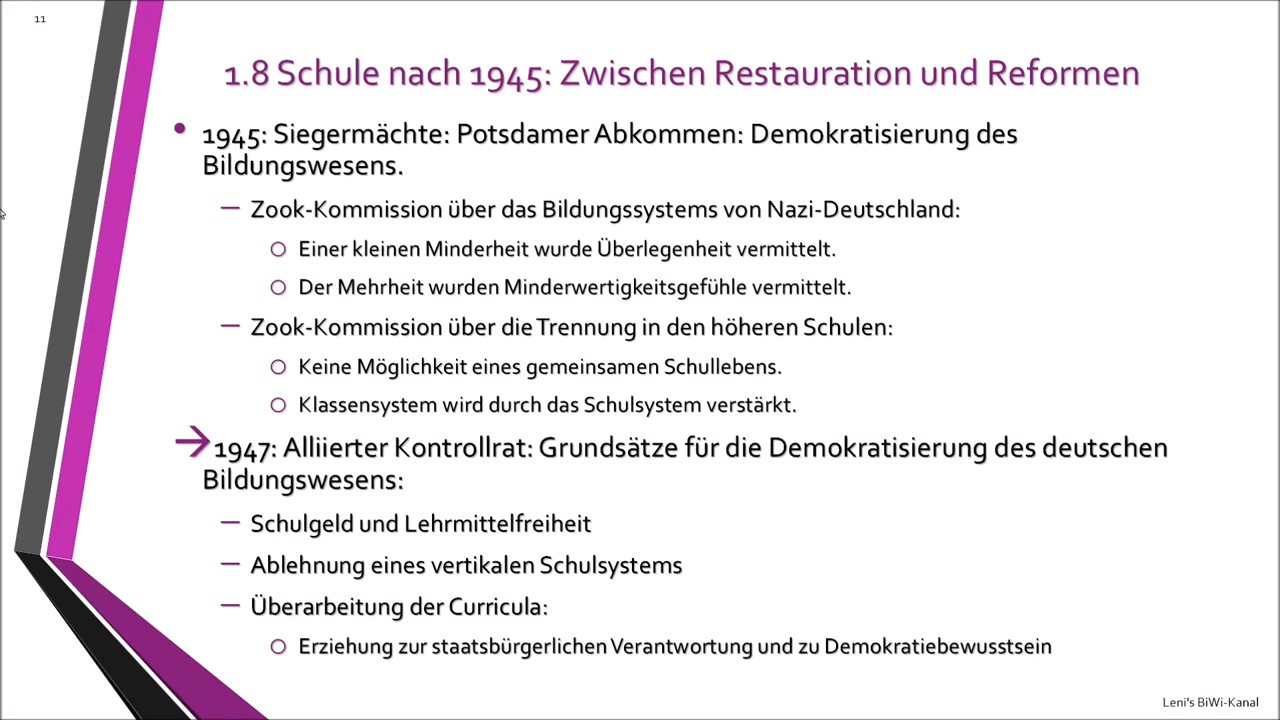 11
1.8 Schule nach 1945: Zwischen Restauration und Reformen
• 1945: Siegermächte: Potsdamer Abkommen: Demokratisierung des
Bildungswesens.
– Zook-Kommission über das Bildungssystems von Nazi-Deutschland:
○ Einer kleinen Minderheit wurde Überlegenheit vermittelt.
○ Der Mehrheit wurden Minderwertigkeitsgefühle vermittelt.
– Zook-Kommission über die Trennung in den höheren Schulen:
○ Keine Möglichkeit eines gemeinsamen Schullebens.
○ Klassensystem wird durch das Schulsystem verstärkt.
→ 1947: Alliierter Kontrollrat: Grundsätze für die Demokratisierung des deutschen
Bildungswesens:
– Schulgeld und Lehrmittelfreiheit
– Ablehnung eines vertikalen Schulsystems
– Überarbeitung der Curricula:
○ Erziehung zur staatsbürgerlichen Verantwortung und zu Demokratiebewusstsein
Leni's BiWi-Kanal